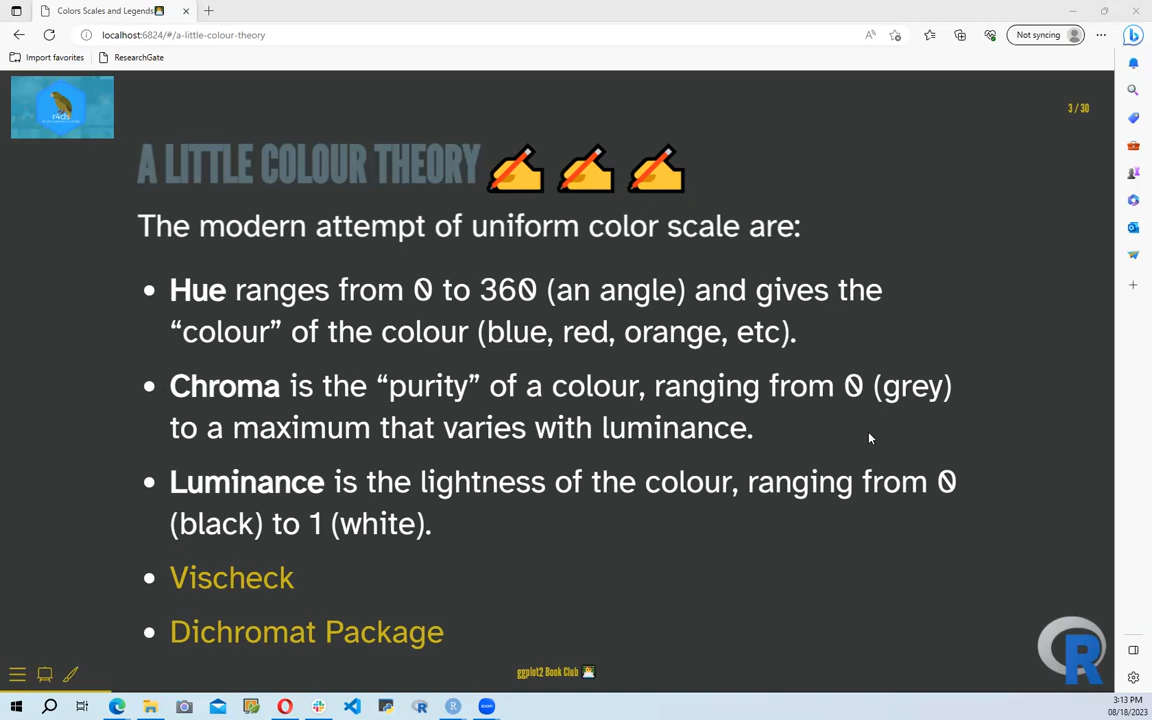 Colors Scales and Legends
localhost:6824/#/a-little-colour-theory
Not syncing
Import favorites
ResearchGate
r4ds
3 / 30
A LITTLE COLOUR THEORY
The modern attempt of uniform color scale are:
• Hue ranges from 0 to 360 (an angle) and gives the
“colour” of the colour (blue, red, orange, etc).
• Chroma is the “purity” of a colour, ranging from 0 (grey)
to a maximum that varies with luminance.
• Luminance is the lightness of the colour, ranging from 0
(black) to 1 (white).
• Vischeck
• Dichromat Package
ggplot2 Book Club
R
3:13 PM
08/18/2023